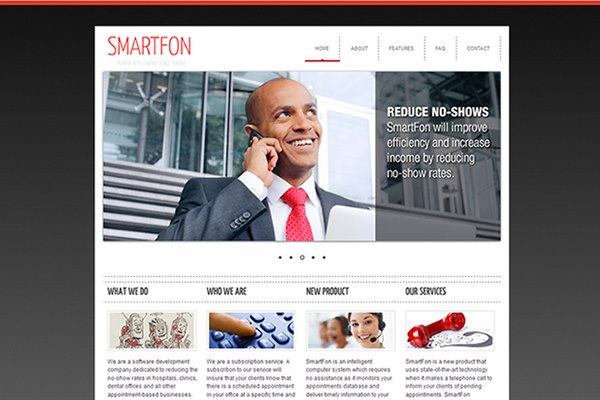 SMARTFON
HOME ABOUT FEATURES FAQ CONTACT
REDUCE NO-SHOWS
SmartFon will improve
efficiency and increase
income by reducing
no-show rates.
WHAT WE DO
We are a software development
company dedicated to reducing the
no-show rates in hospitals, clinics,
dental offices and all other
appointment-based businesses.
WHO WE ARE
We are a subscription service. A
subscription to our service will
insure that your clients know that
there is a scheduled appointment
in your office at a specific time and
NEW PRODUCT
SmartFon is an intelligent
computer system which requires
no assistance as it monitors your
appointments database and
deliver timely information to your
OUR SERVICES
SmartFon is a new product that
uses state-of-the-art technology
when it makes a telephone call to
inform your clients of pending
appointments. SmartFon